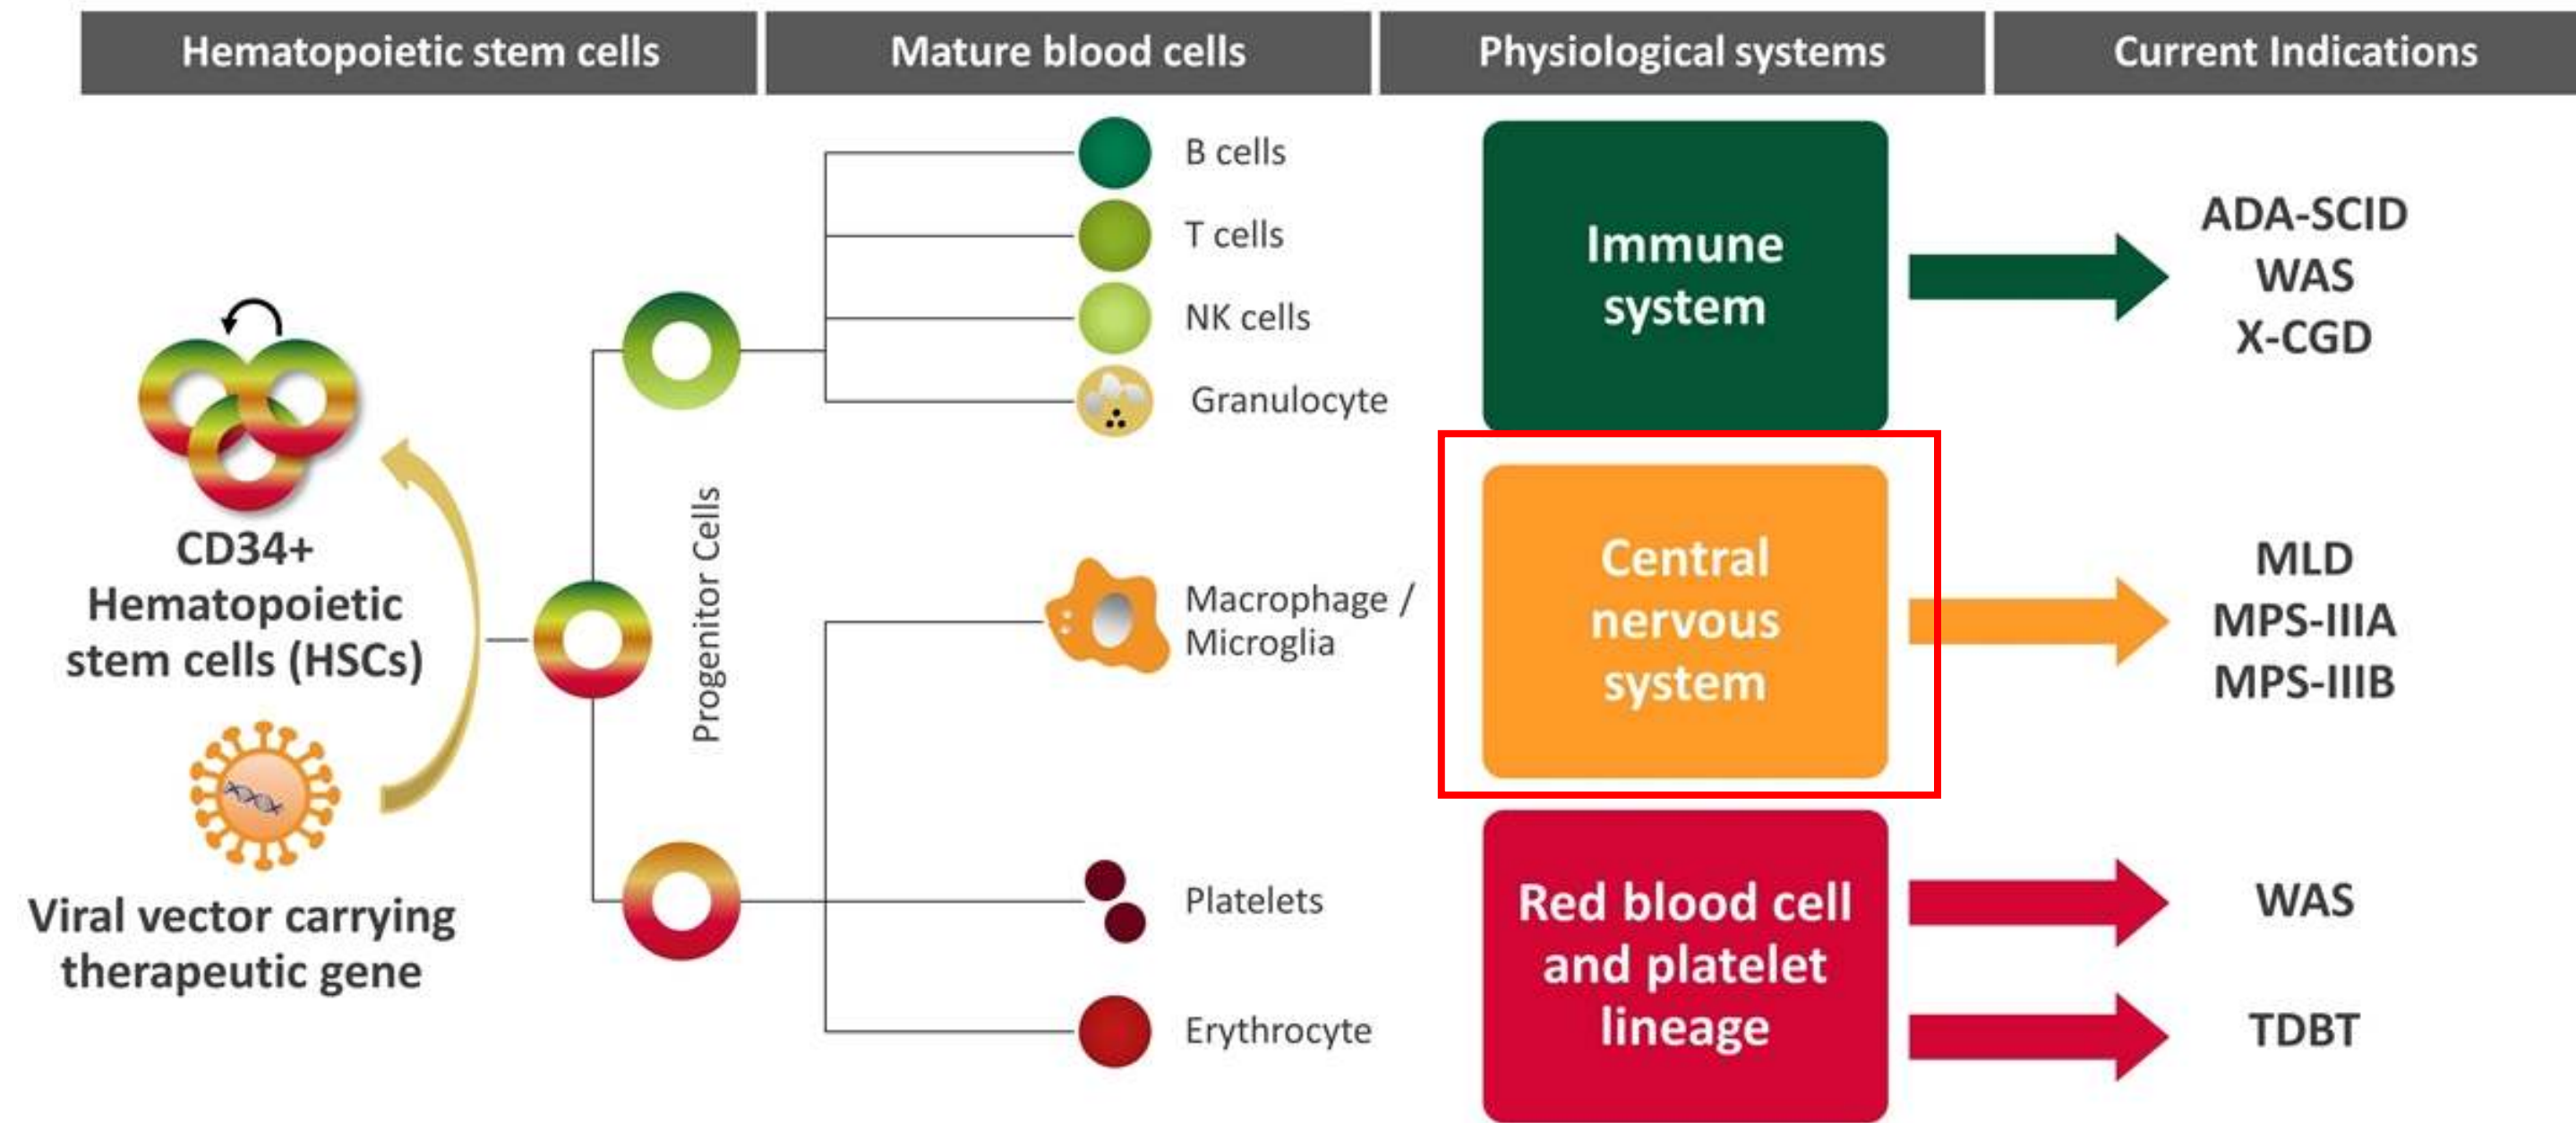 Hematopoietic stem cells
Mature blood cells
Physiological systems
Current Indications
CD34+
Hematopoietic
stem cells (HSCs)
Viral vector carrying
therapeutic gene
Progenitor Cells
B cells
T cells
NK cells
Granulocyte
Macrophage /
Microglia
Platelets
Erythrocyte
Immune
system
Central
nervous
system
Red blood cell
and platelet
lineage
ADA-SCID
WAS
X-CGD
MLD
MPS-IIIA
MPS-IIIB
WAS
TDBT